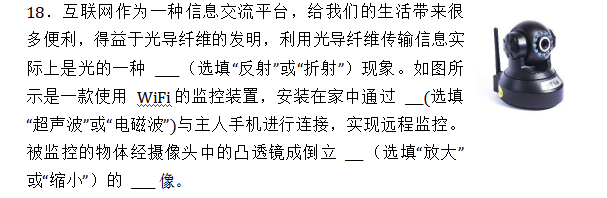 18．互联网作为一种信息交流平台，给我们的生活带来很
多便利，得益于光导纤维的发明，利用光导纤维传输信息实
际上是光的一种 ___（选填“反射”或“折射”）现象。如图所
示是一款使用 WiFi的监控装置，安装在家中通过 __(选填
“超声波”或“电磁波”)与主人手机进行连接，实现远程监控。
被监控的物体经摄像头中的凸透镜成倒立 __（选填“放大”
或“缩小”）的 ___ 像。